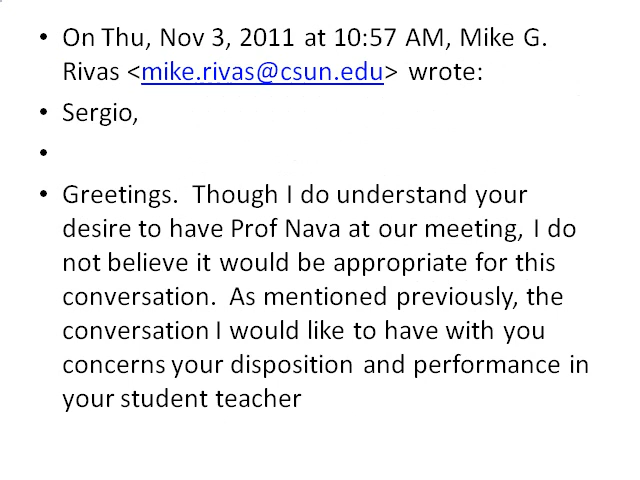 • On Thu, Nov 3, 2011 at 10:57 AM, Mike G.
Rivas <mike.rivas@csun.edu> wrote:
• Sergio,
•
• Greetings.  Though I do understand your
desire to have Prof Nava at our meeting, I do
not believe it would be appropriate for this
conversation.  As mentioned previously, the
conversation I would like to have with you
concerns your disposition and performance in
your student teacher